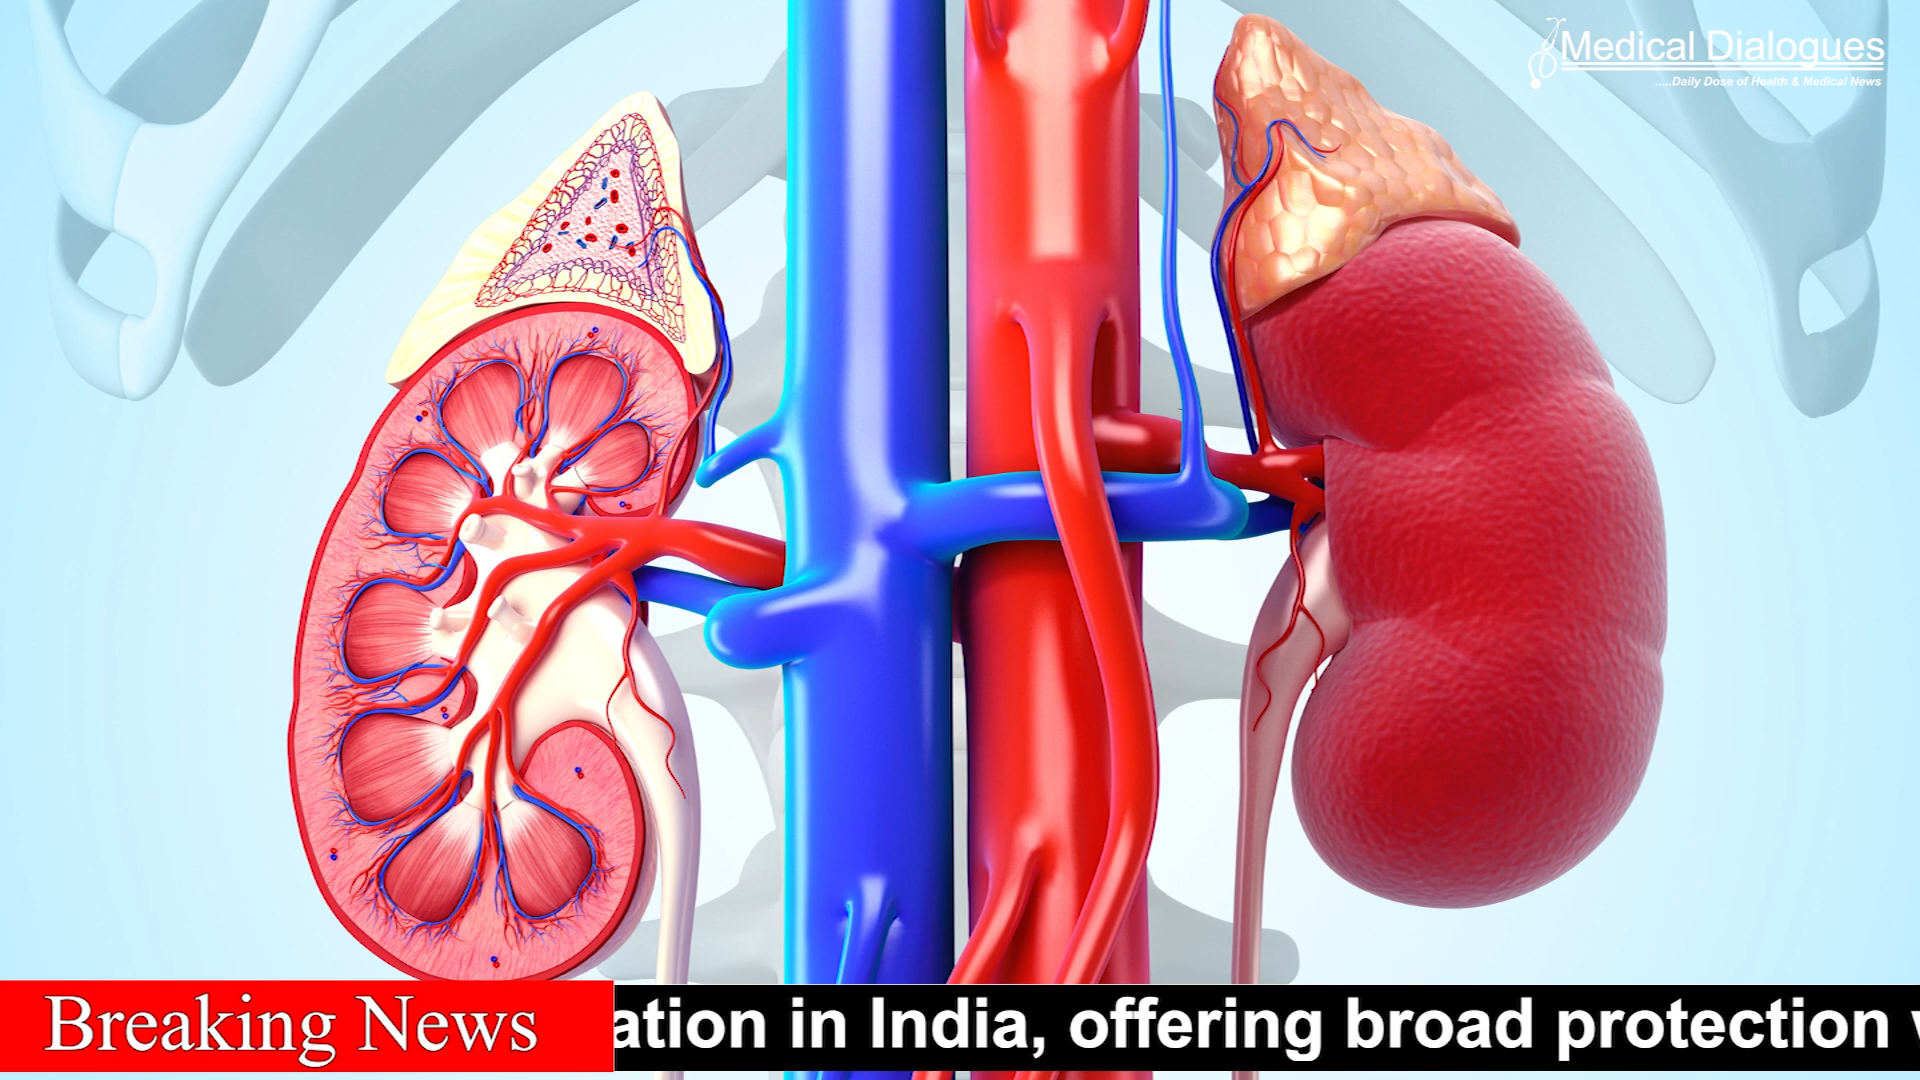 Medical Dialogues
.....Daily Dose of Health & Medical News
Breaking News
ation in India, offering broad protection